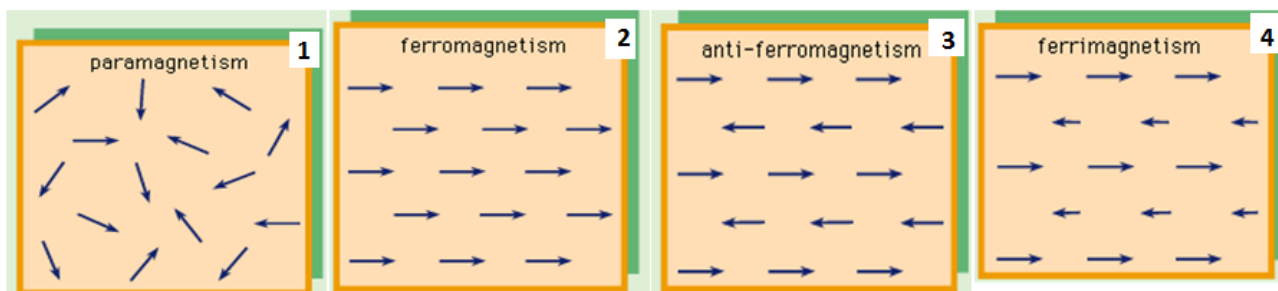 paramagnetism 1
ferromagnetism 2
anti-ferromagnetism 3
ferrimagnetism 4